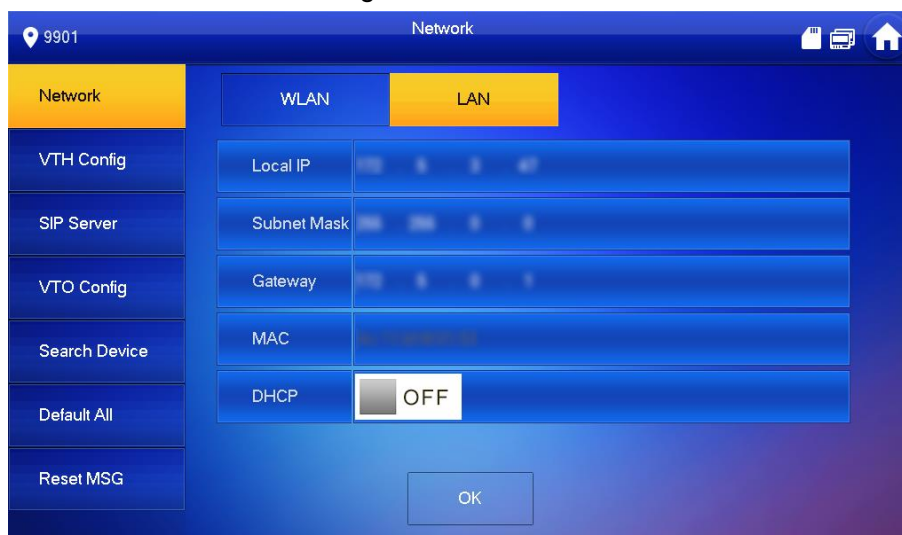 9901
Network
Network
WLAN
LAN
VTH Config
Local IP
SIP Server
Subnet Mask
VTO Config
Gateway
Search Device
MAC
Default All
DHCP
OFF
Reset MSG
OK